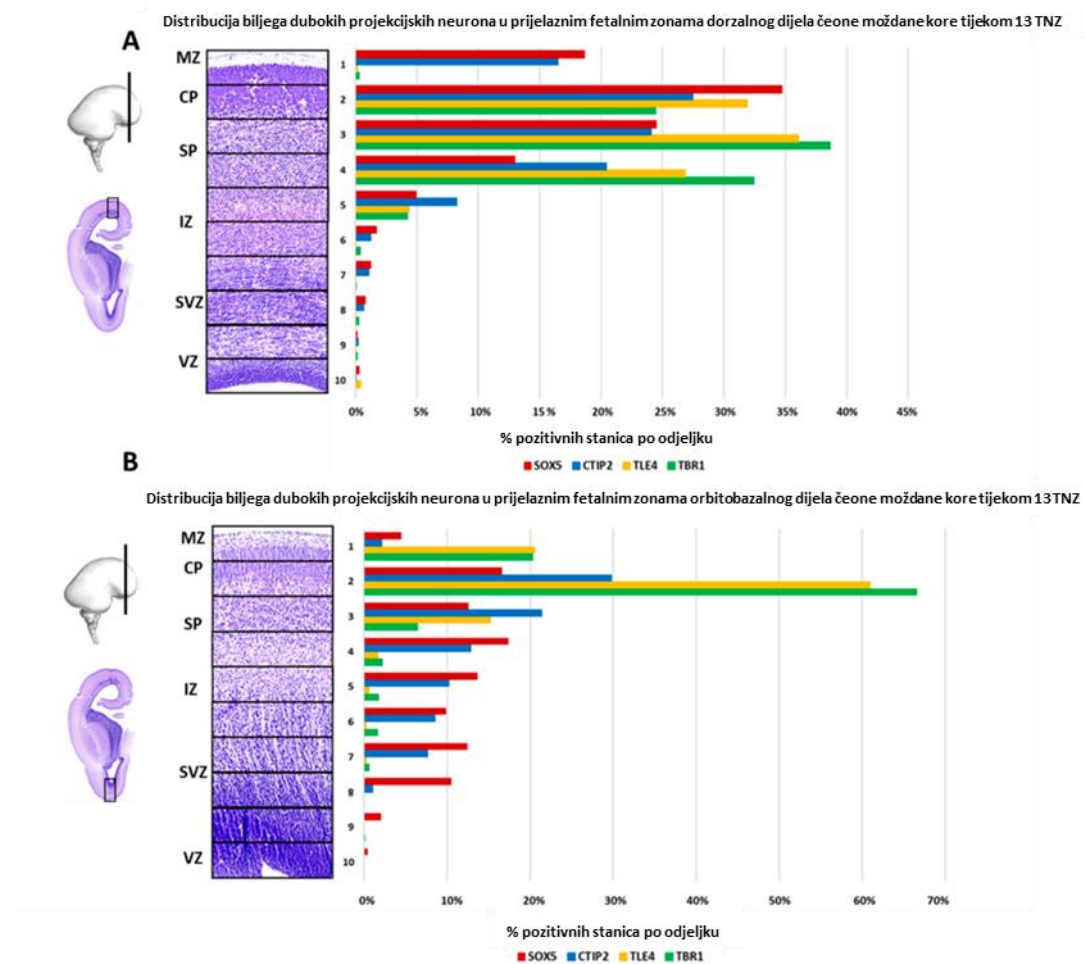 Distribucija biljega dubokih projekcijskih neurona u prijelaznim fetalnim zonama dorzalnog dijela čeone moždane kore tijekom 13 TNZ
A
MZ
CP
SP
IZ
SVZ
VZ
1
2
3
4
5
6
7
8
9
10
0% 5% 10% 15% 20% 25% 30% 35% 40% 45%
% pozitivnih stanica po odjeljku
SOX5 CTIP2 TLE4 TBR1
B
Distribucija biljega dubokih projekcijskih neurona u prijelaznim fetalnim zonama orbitobazalnog dijela čeone moždane kore tijekom 13 TNZ
MZ
CP
SP
IZ
SVZ
VZ
1
2
3
4
5
6
7
8
9
10
0% 10% 20% 30% 40% 50% 60% 70%
% pozitivnih stanica po odjeljku
SOX5 CTIP2 TLE4 TBR1